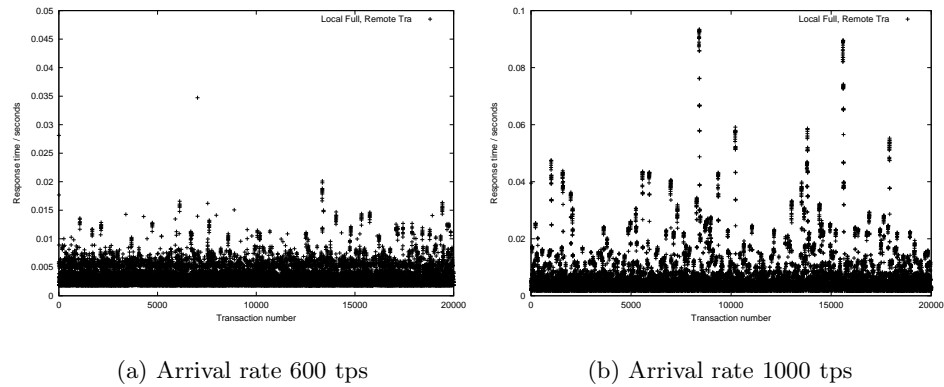 0.05
0.045
0.04
0.035
0.03
0.025
0.02
0.015
0.01
0.005
0
Response time / seconds
Local Full, Remote Tra
0 5000 10000 15000 20000
Transaction number
(a) Arrival rate 600 tps
0.1
0.08
0.06
0.04
0.02
0
Response time / seconds
Local Full, Remote Tra
0 5000 10000 15000 20000
Transaction number
(b) Arrival rate 1000 tps